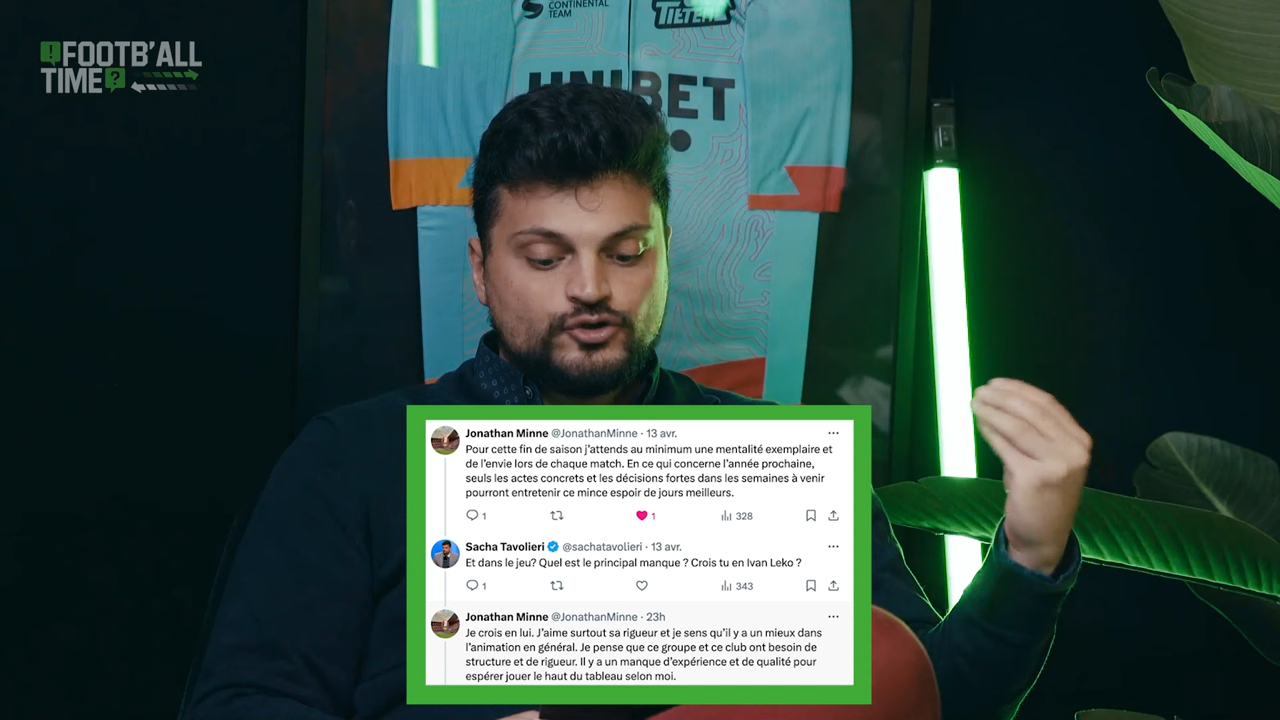 !FOOTB'ALL
TIME?
CONTINENTAL
TEAM
UNIBET
Jonathan Minne @JonathanMinne · 13 avr.
Pour cette fin de saison j'attends au minimum une mentalité exemplaire et
de l'envie lors de chaque match. En ce qui concerne l'année prochaine,
seuls les actes concrets et les décisions fortes dans les semaines à venir
pourront entretenir ce mince espoir de jours meilleurs.
1 1 328
Sacha Tavolieri @sachatavolieri · 13 avr.
Et dans le jeu? Quel est le principal manque ? Crois tu en Ivan Leko ?
1 343
Jonathan Minne @JonathanMinne · 23h
Je crois en lui. J'aime surtout sa rigueur et je sens qu'il y a un mieux dans
l'animation en général. Je pense que ce groupe et ce club ont besoin de
structure et de rigueur. Il y a un manque d'expérience et de qualité pour
espérer jouer le haut du tableau selon moi.